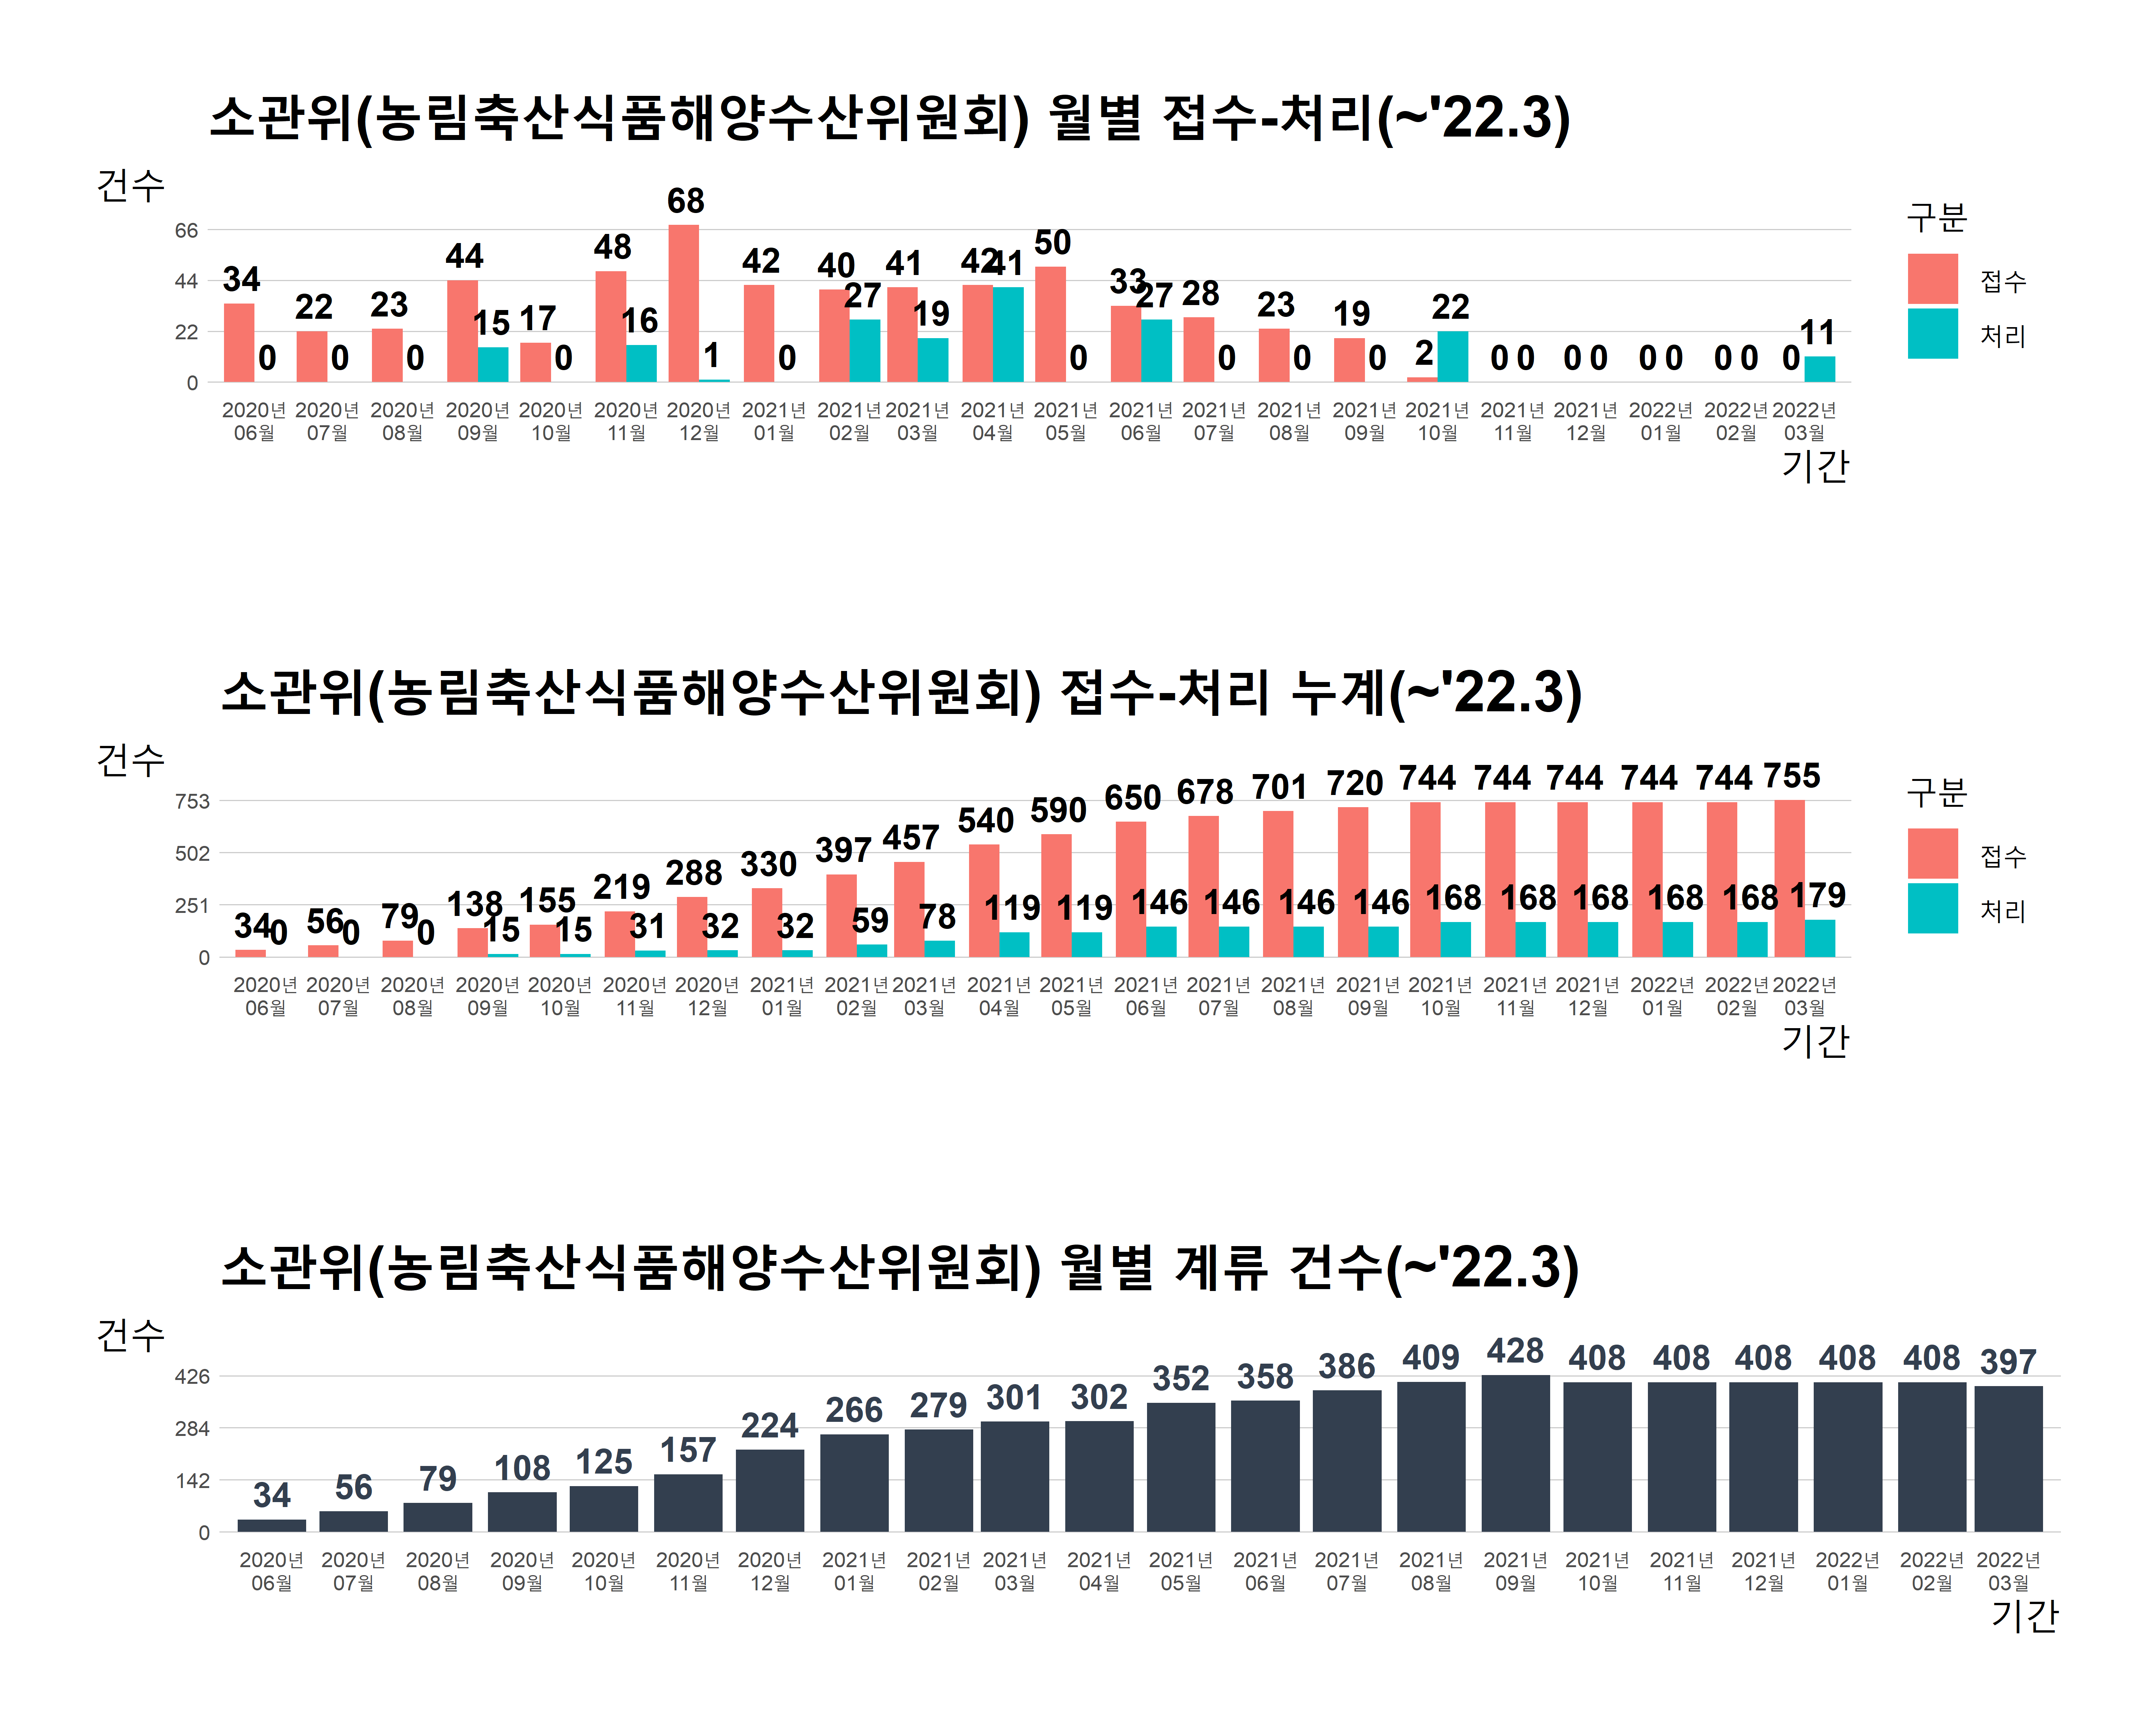 소관위(농림축산식품해양수산위원회) 월별 접수-처리(~'22.3)
건수
66
44
22
0
34 0 22 0 23 0 44 15 17 0 48 16 68 1 42 0 40 27 41 19 42 41 50 0 33 27 28 0 23 0 19 0 2 22 0 0 0 0 0 0 0 0 0 11
2020년 2020년 2020년 2020년 2020년 2020년 2020년 2021년 2021년 2021년 2021년 2021년 2021년 2021년 2021년 2021년 2021년 2021년 2021년 2022년 2022년 2022년
06월 07월 08월 09월 10월 11월 12월 01월 02월 03월 04월 05월 06월 07월 08월 09월 10월 11월 12월 01월 02월 03월
기간
구분
접수
처리
소관위(농림축산식품해양수산위원회) 접수-처리 누계(~'22.3)
건수
753
502
251
0
34 0 56 0 79 0 138 15 155 15 219 31 288 32 330 32 397 59 457 78 540 119 590 119 650 146 678 146 701 146 720 146 744 168 744 168 744 168 744 168 744 168 755 179
2020년 2020년 2020년 2020년 2020년 2020년 2020년 2021년 2021년 2021년 2021년 2021년 2021년 2021년 2021년 2021년 2021년 2021년 2021년 2022년 2022년 2022년
06월 07월 08월 09월 10월 11월 12월 01월 02월 03월 04월 05월 06월 07월 08월 09월 10월 11월 12월 01월 02월 03월
기간
구분
접수
처리
소관위(농림축산식품해양수산위원회) 월별 계류 건수(~'22.3)
건수
426
284
142
0
34 56 79 108 125 157 224 266 279 301 302 352 358 386 409 428 408 408 408 408 408 397
2020년 2020년 2020년 2020년 2020년 2020년 2020년 2021년 2021년 2021년 2021년 2021년 2021년 2021년 2021년 2021년 2021년 2021년 2021년 2022년 2022년 2022년
06월 07월 08월 09월 10월 11월 12월 01월 02월 03월 04월 05월 06월 07월 08월 09월 10월 11월 12월 01월 02월 03월
기간